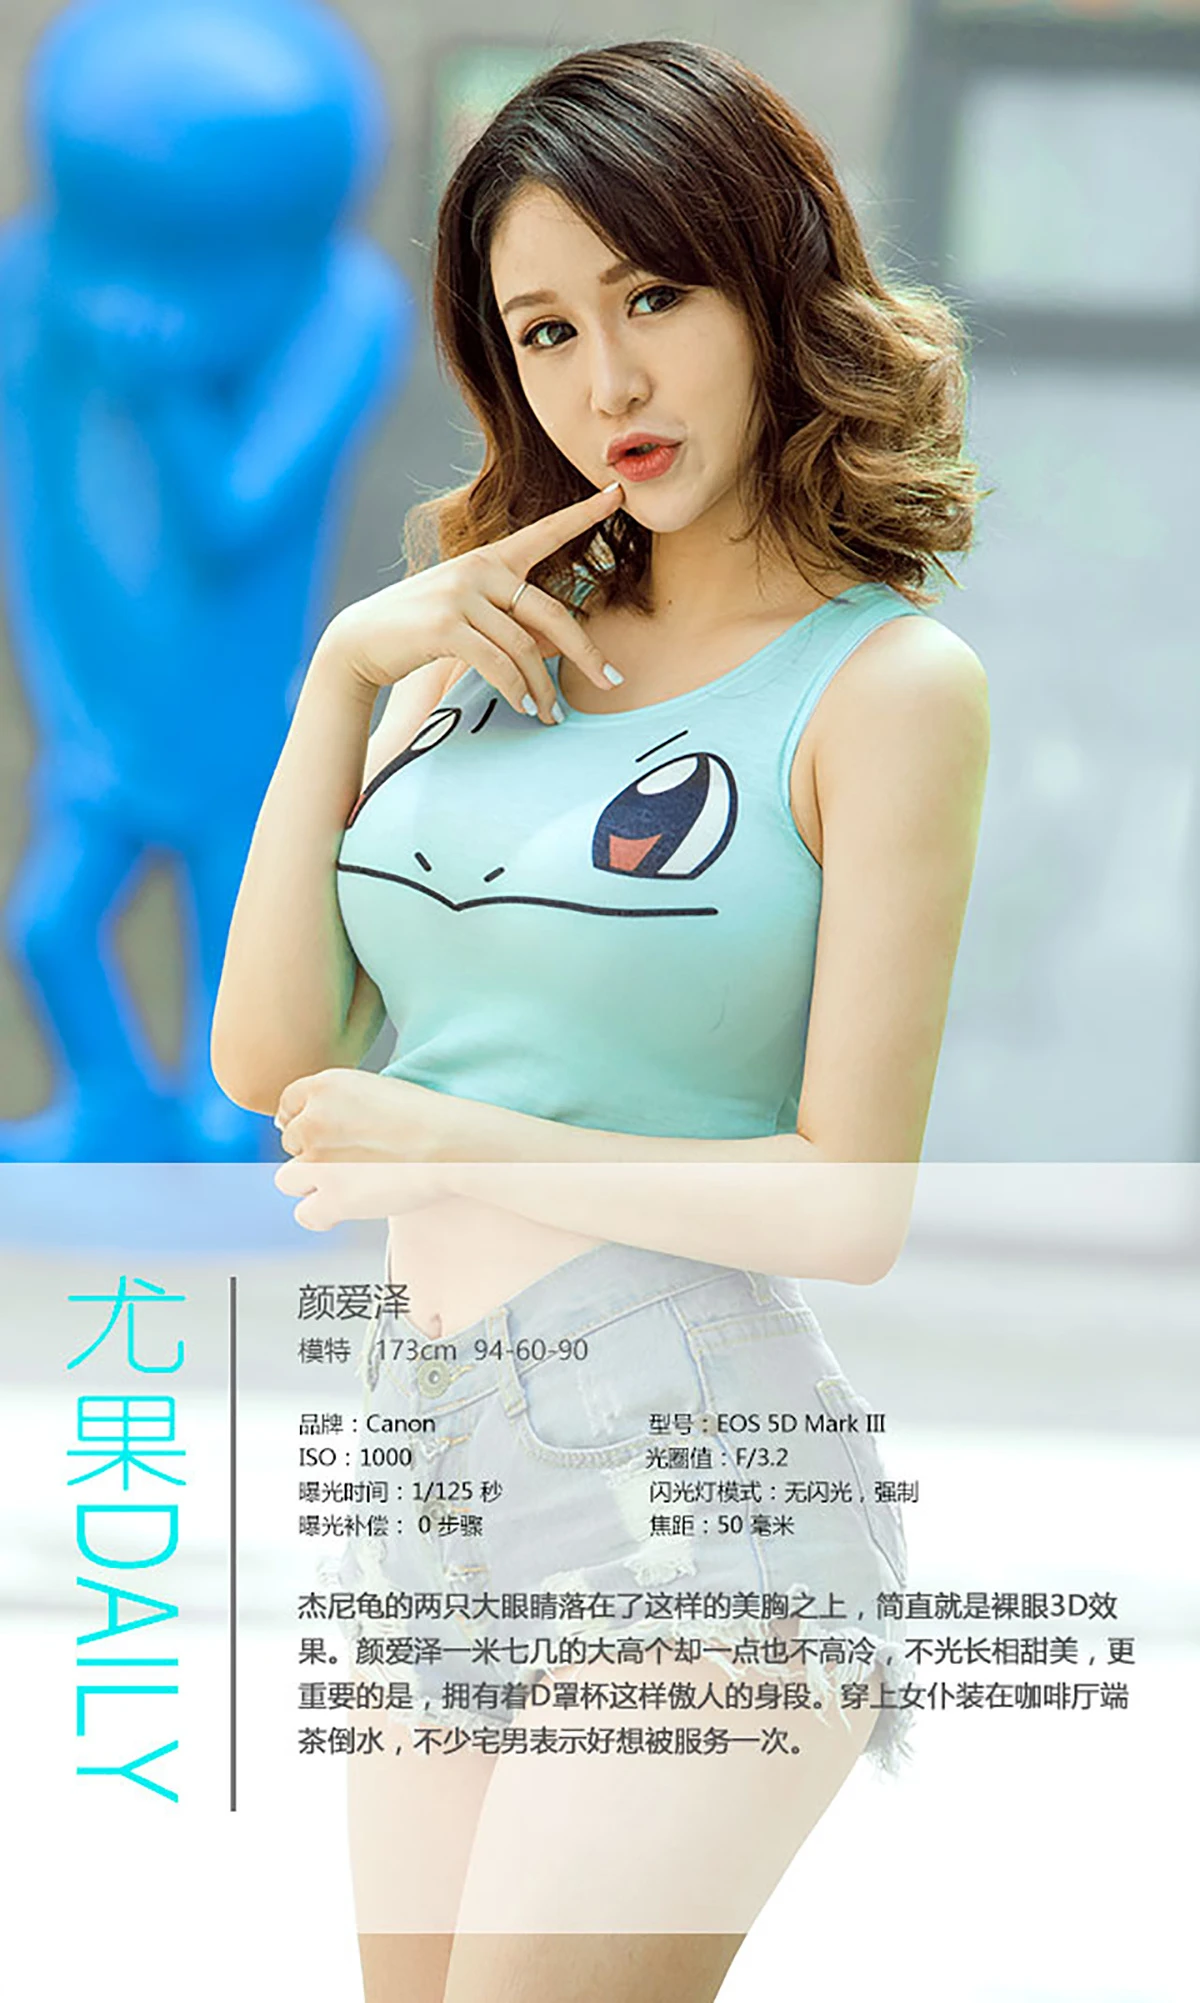 尤果DAILY
颜爱泽
模特 173cm 94-60-90
品牌：Canon 型号：EOS 5D Mark III
ISO：1000 光圈值：F/3.2
曝光时间：1/125 秒 闪光灯模式：无闪光，强制
曝光补偿： 0 步骤 焦距：50 毫米
杰尼龟的两只大眼睛落在了这样的美胸之上，简直就是裸眼3D效
果。颜爱泽一米七几的大高个却一点也不高冷，不光长相甜美，更
重要的是，拥有着D罩杯这样傲人的身段。穿上女仆装在咖啡厅端
茶倒水，不少宅男表示好想被服务一次。